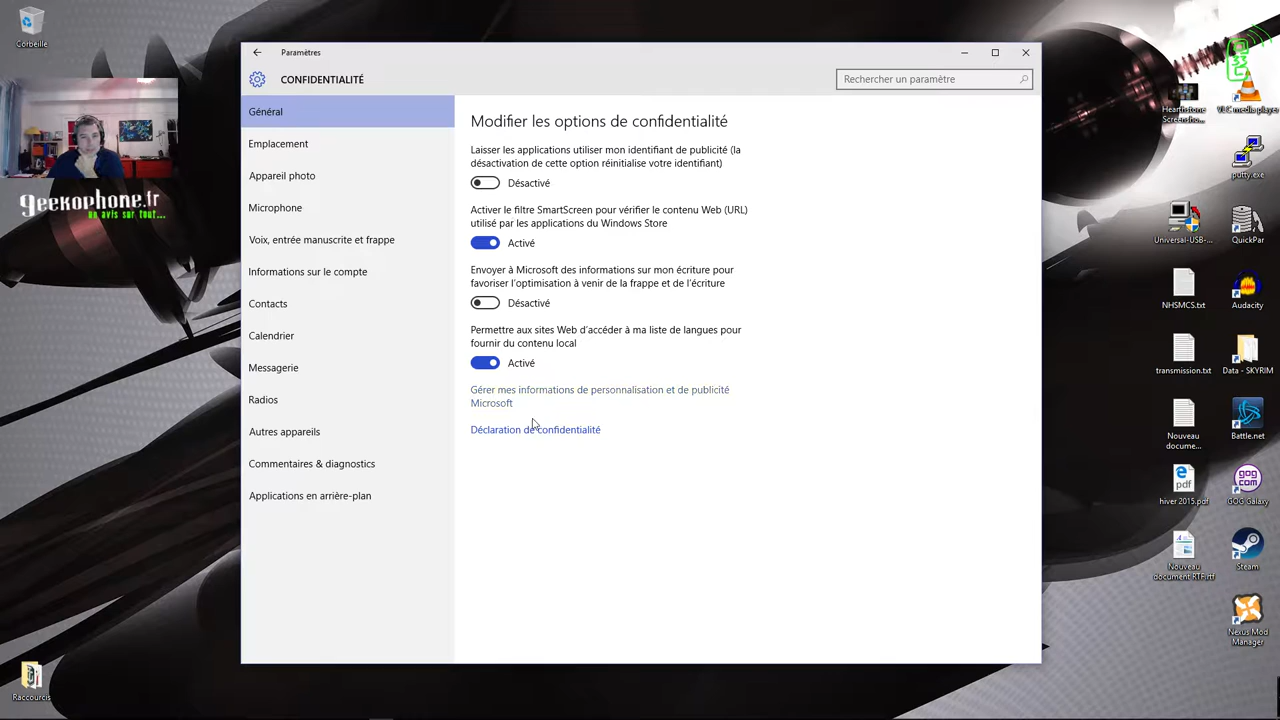 Corbeille
geekophone.fr
un avis sur tout...
Raccourcis
Paramètres
CONFIDENTIALITÉ
Rechercher un paramètre
Général
Emplacement
Appareil photo
Microphone
Voix, entrée manuscrite et frappe
Informations sur le compte
Contacts
Calendrier
Messagerie
Radios
Autres appareils
Commentaires & diagnostics
Applications en arrière-plan
Modifier les options de confidentialité
Laisser les applications utiliser mon identifiant de publicité (la
désactivation de cette option réinitialise votre identifiant)
Désactivé
Activer le filtre SmartScreen pour vérifier le contenu Web (URL)
utilisé par les applications du Windows Store
Activé
Envoyer à Microsoft des informations sur mon écriture pour
favoriser l'optimisation à venir de la frappe et de l'écriture
Désactivé
Permettre aux sites Web d'accéder à ma liste de langues pour
fournir du contenu local
Activé
Gérer mes informations de personnalisation et de publicité
Microsoft
Déclaration de confidentialité
Hearthstone
Screensho...
VLC media player
putty.exe
Universal-USB-...
QuickPar
NHSMCS.txt
Audacity
transmission.txt
Data - SKYRIM
Nouveau
docume...
Battle.net
pdf
hiver 2015.pdf
gog
com
GOG Galaxy
Nouveau
document RTF.rtf
Steam
Nexus Mod
Manager